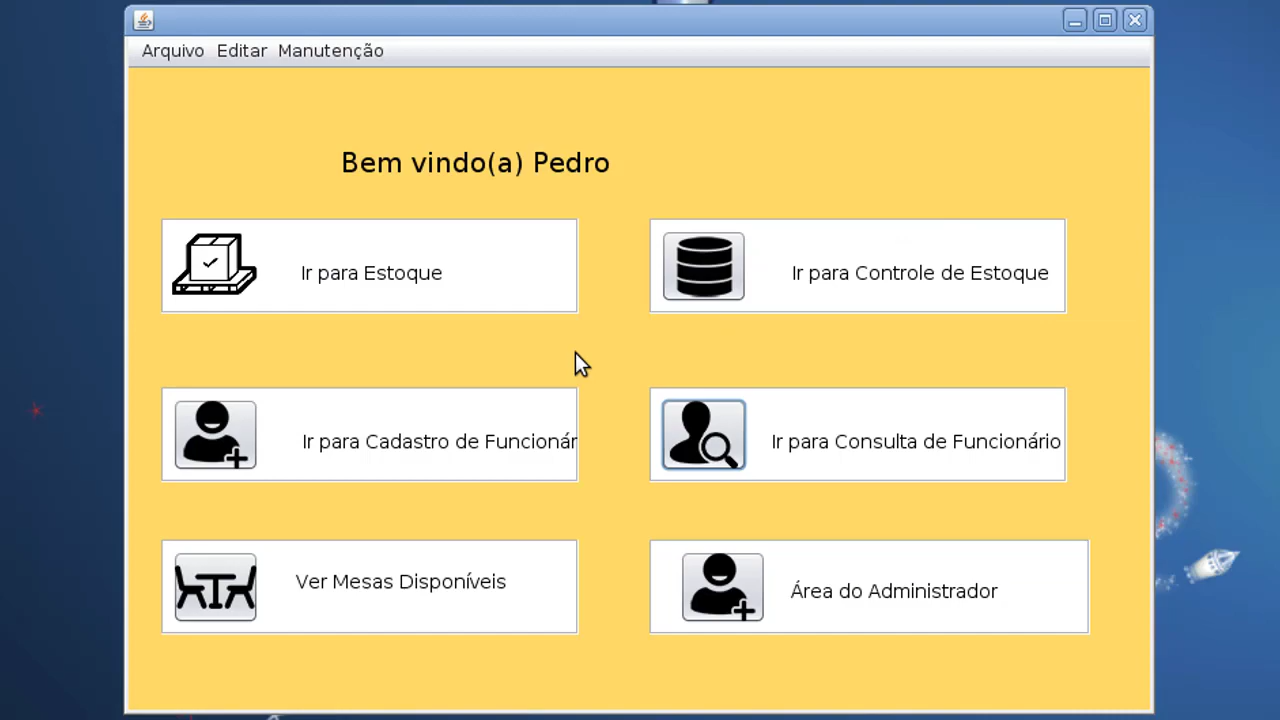 Arquivo Editar Manutenção
Bem vindo(a) Pedro
Ir para Estoque
Ir para Controle de Estoque
Ir para Cadastro de Funcionár
Ir para Consulta de Funcionário
Ver Mesas Disponíveis
Área do Administrador